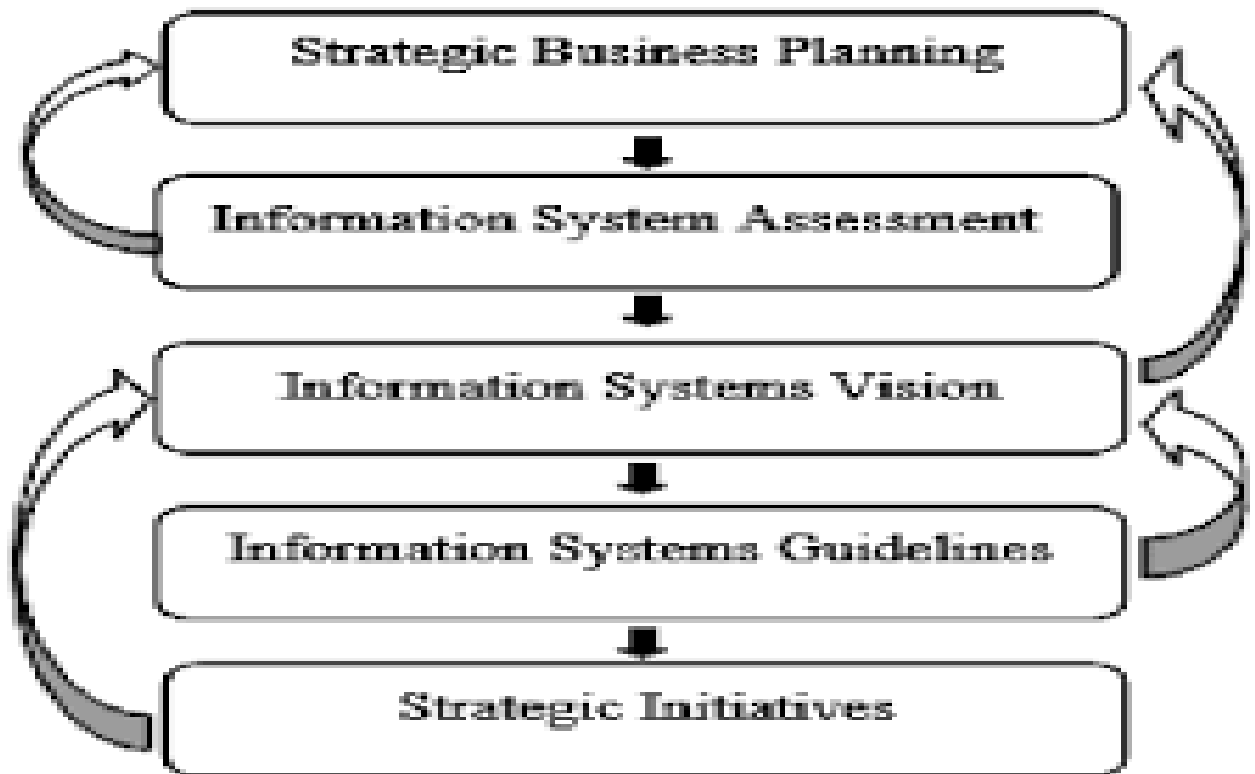 Strategic Business Planning
Information System Assessment
Information Systems Vision
Information Systems Guidelines
Strategic Initiatives